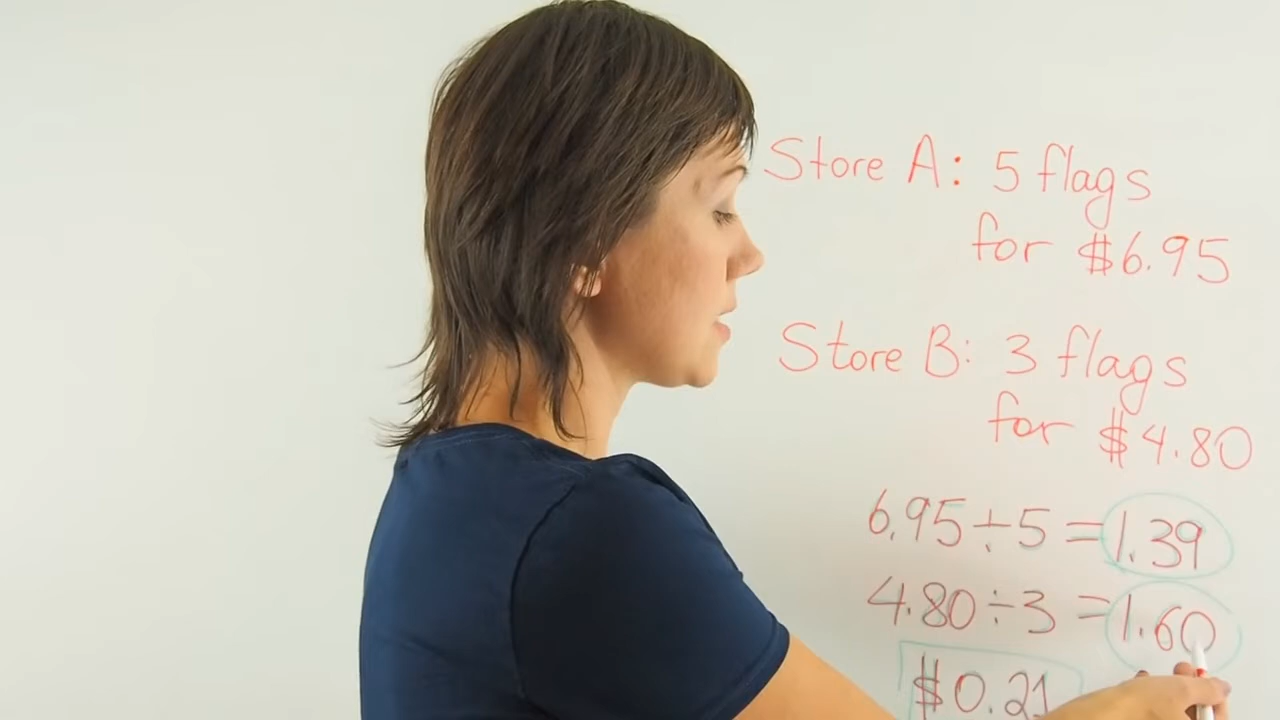 Store A: 5 flags
for $6.95
Store B: 3 flags
for $4.80
6.95÷5=1.39
4.80÷3=1.60
$0.21